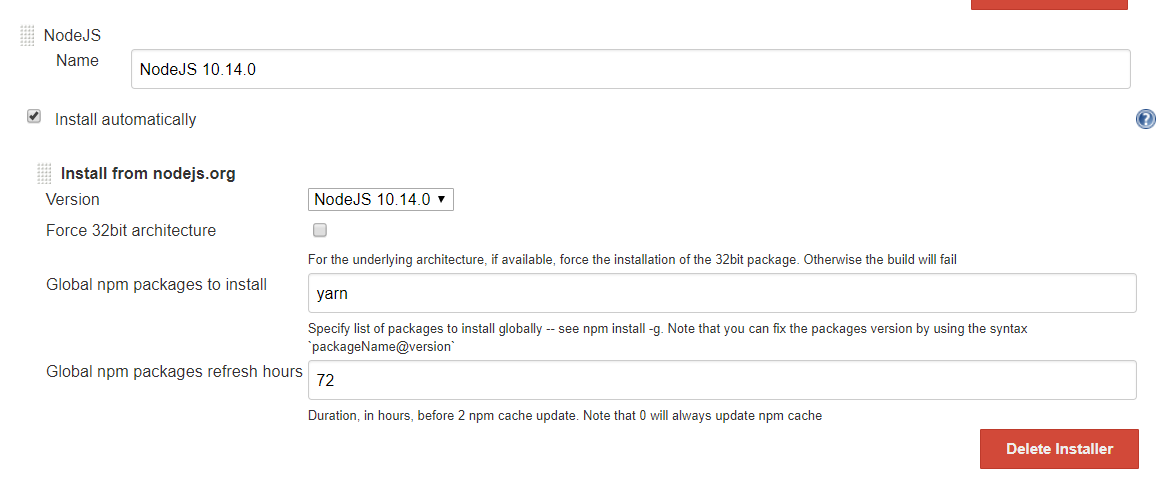 NodeJS
Name
NodeJS 10.14.0
Install automatically
Install from nodejs.org
Version
NodeJS 10.14.0
Force 32bit architecture
For the underlying architecture, if available, force the installation of the 32bit package. Otherwise the build will fail
Global npm packages to install
yarn
Specify list of packages to install globally -- see npm install -g. Note that you can fix the packages version by using the syntax
`packageName@version`
Global npm packages refresh hours
72
Duration, in hours, before 2 npm cache update. Note that 0 will always update npm cache
Delete Installer